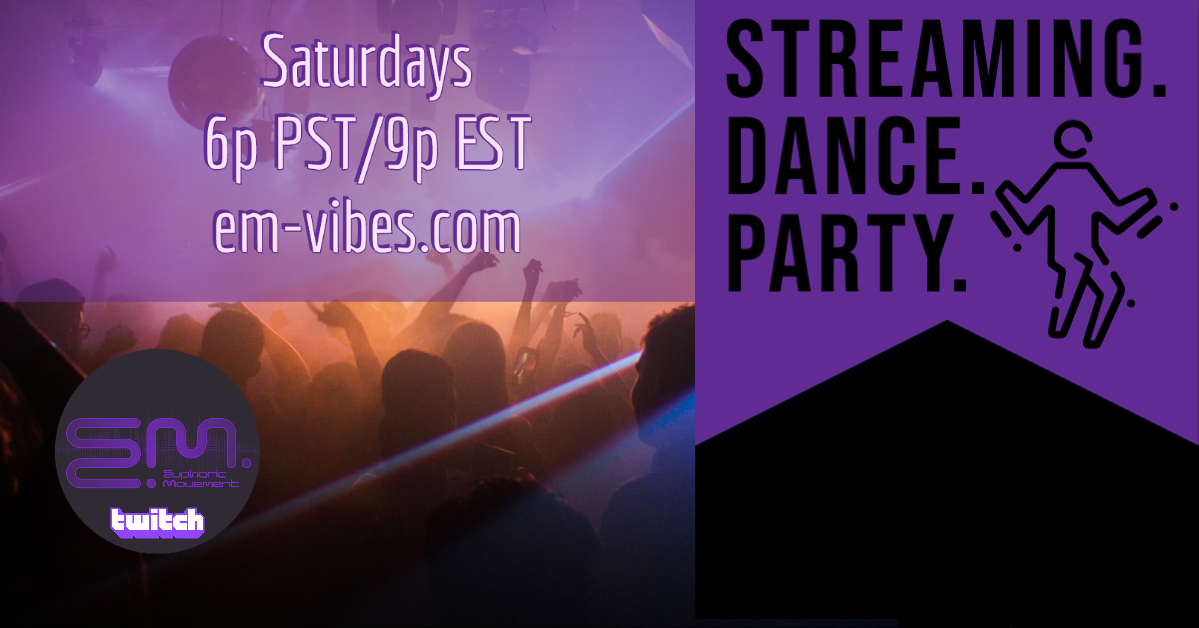 Saturdays
6p PST/9p EST
em-vibes.com
STREAMING.
DANCE.
PARTY.
EM.
Euphoric
Movement
twitch